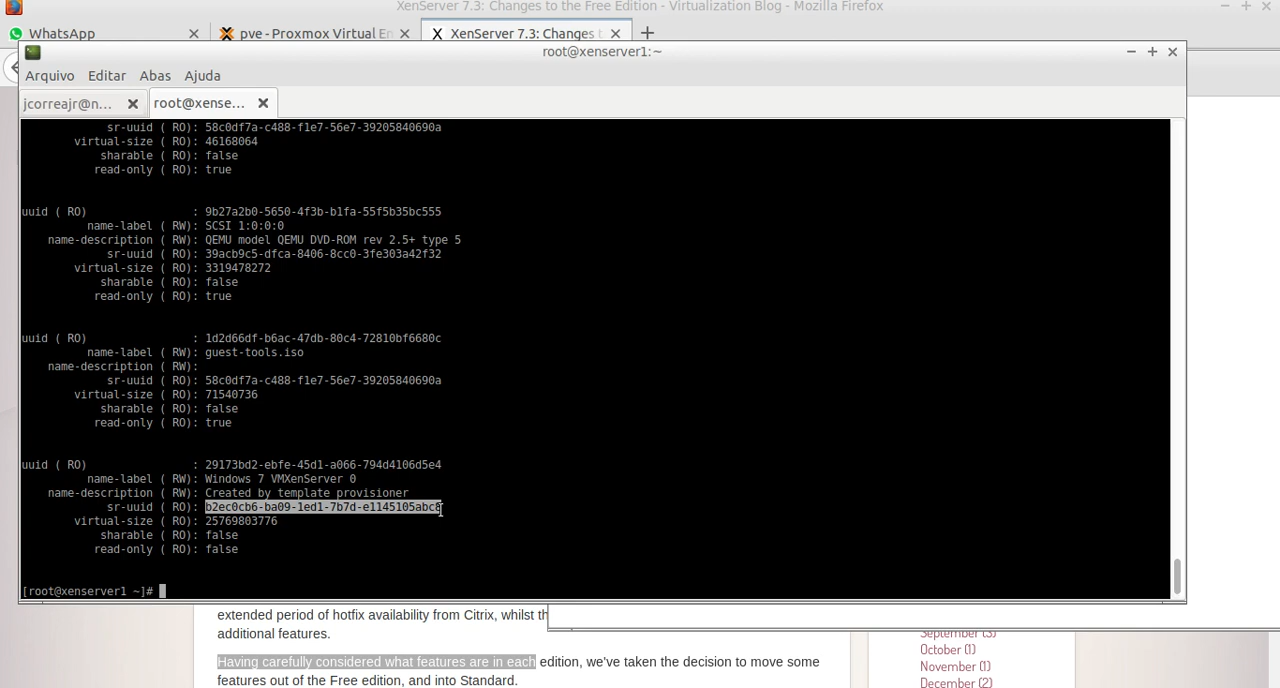 XenServer 7.3: Changes to the Free Edition - Virtualization Blog - Mozilla Firefox
WhatsApp
pve - Proxmox Virtual En
XenServer 7.3: Changes t
root@xenserver1:~
Arquivo Editar Abas Ajuda
jcorreajr@n...
root@xense...
sr-uuid ( RO): 58c0df7a-c488-f1e7-56e7-39205840690a
virtual-size ( RO): 46168064
sharable ( RO): false
read-only ( RO): true
uuid ( RO) : 9b27a2b0-5650-4f3b-b1fa-55f5b35bc555
name-label ( RW): SCSI 1:0:0:0
name-description ( RW): QEMU model QEMU DVD-ROM rev 2.5+ type 5
sr-uuid ( RO): 39acb9c5-dfca-8406-8cc0-3fe303a42f32
virtual-size ( RO): 3319478272
sharable ( RO): false
read-only ( RO): true
uuid ( RO) : 1d2d66df-b6ac-47db-80c4-72810bf6680c
name-label ( RW): guest-tools.iso
name-description ( RW):
sr-uuid ( RO): 58c0df7a-c488-f1e7-56e7-39205840690a
virtual-size ( RO): 71540736
sharable ( RO): false
read-only ( RO): true
uuid ( RO) : 29173bd2-ebfe-45d1-a066-794d4106d5e4
name-label ( RW): Windows 7 VMXenServer 0
name-description ( RW): Created by template provisioner
sr-uuid ( RO): b2ec0cb6-ba09-1ed1-7b7d-e1145105abc8
virtual-size ( RO): 25769803776
sharable ( RO): false
read-only ( RO): false
[root@xenserver1 ~]#
extended period of hotfix availability from Citrix, whilst th
additional features.
Having carefully considered what features are in each edition, we've taken the decision to move some
features out of the Free edition, and into Standard.
September (3)
October (1)
November (1)
December (2)